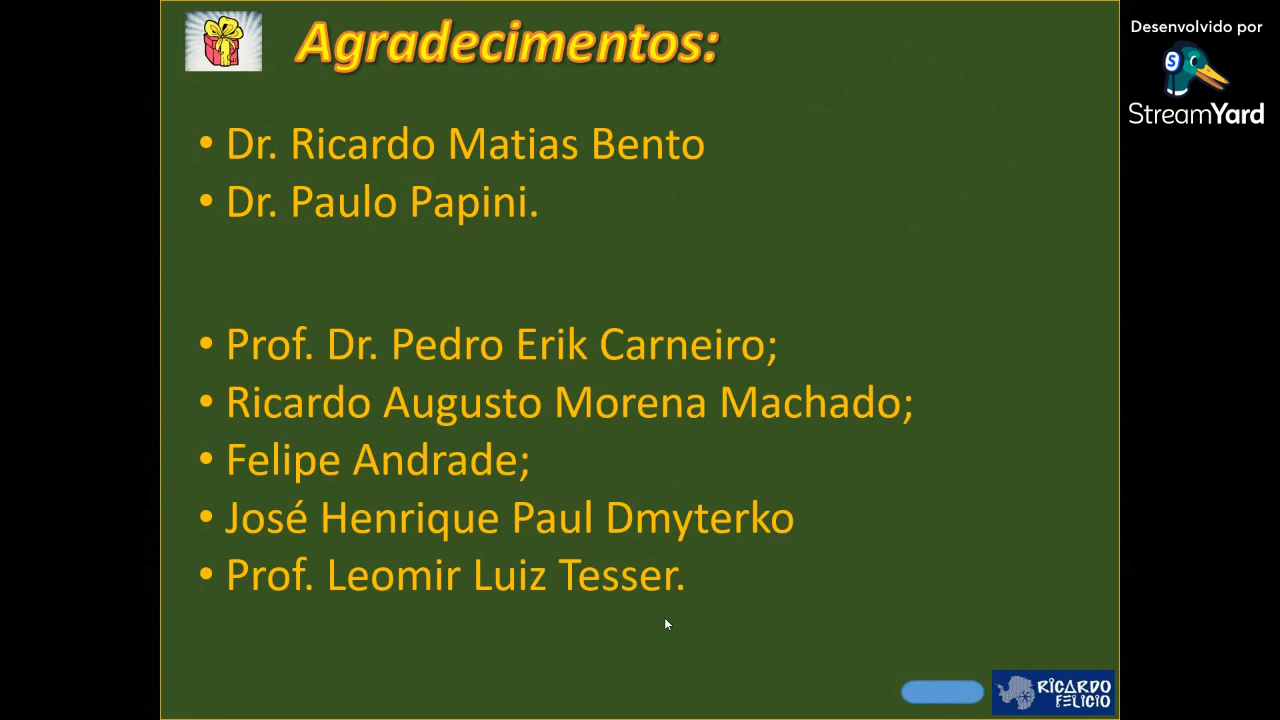 Agradecimentos:
Desenvolvido por
StreamYard
• Dr. Ricardo Matias Bento
• Dr. Paulo Papini.
• Prof. Dr. Pedro Erik Carneiro;
• Ricardo Augusto Morena Machado;
• Felipe Andrade;
• José Henrique Paul Dmyterko
• Prof. Leomir Luiz Tesser.
RICARDO
FELICIO